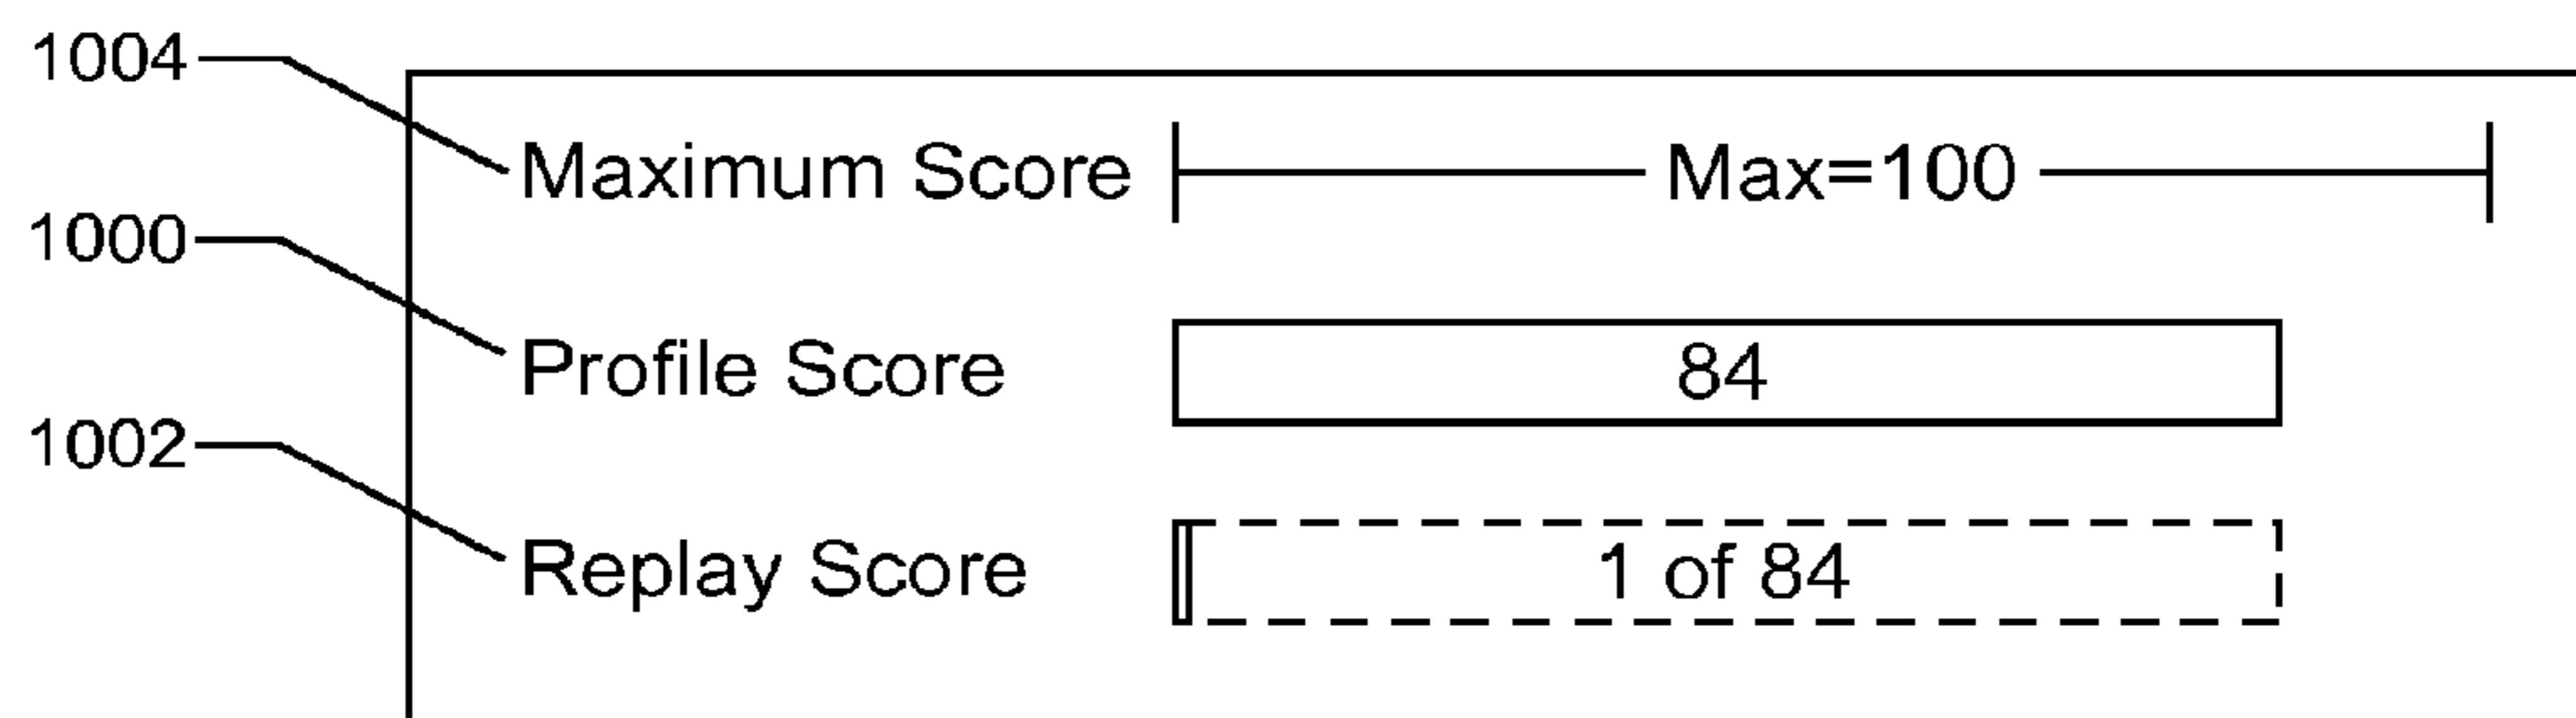 1004
Maximum Score Max=100
1000
Profile Score 84
1002
Replay Score 1 of 84